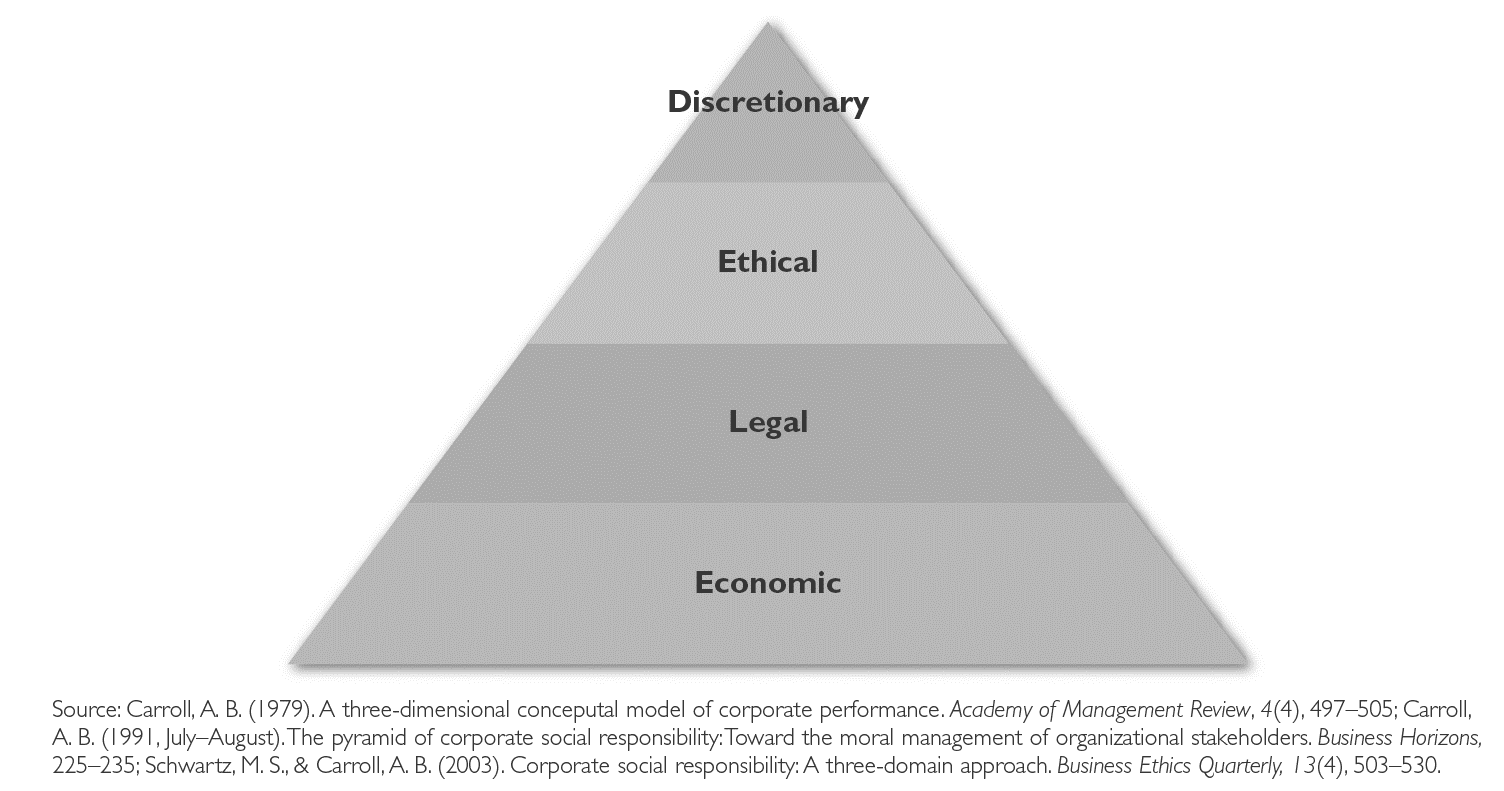 Discretionary
Ethical
Legal
Economic
Source: Carroll, A. B. (1979). A three-dimensional conceputal model of corporate performance. Academy of Management Review, 4(4), 497–505; Carroll,
A. B. (1991, July–August). The pyramid of corporate social responsibility: Toward the moral management of organizational stakeholders. Business Horizons,
225–235; Schwartz, M. S., & Carroll, A. B. (2003). Corporate social responsibility: A three-domain approach. Business Ethics Quarterly, 13(4), 503–530.